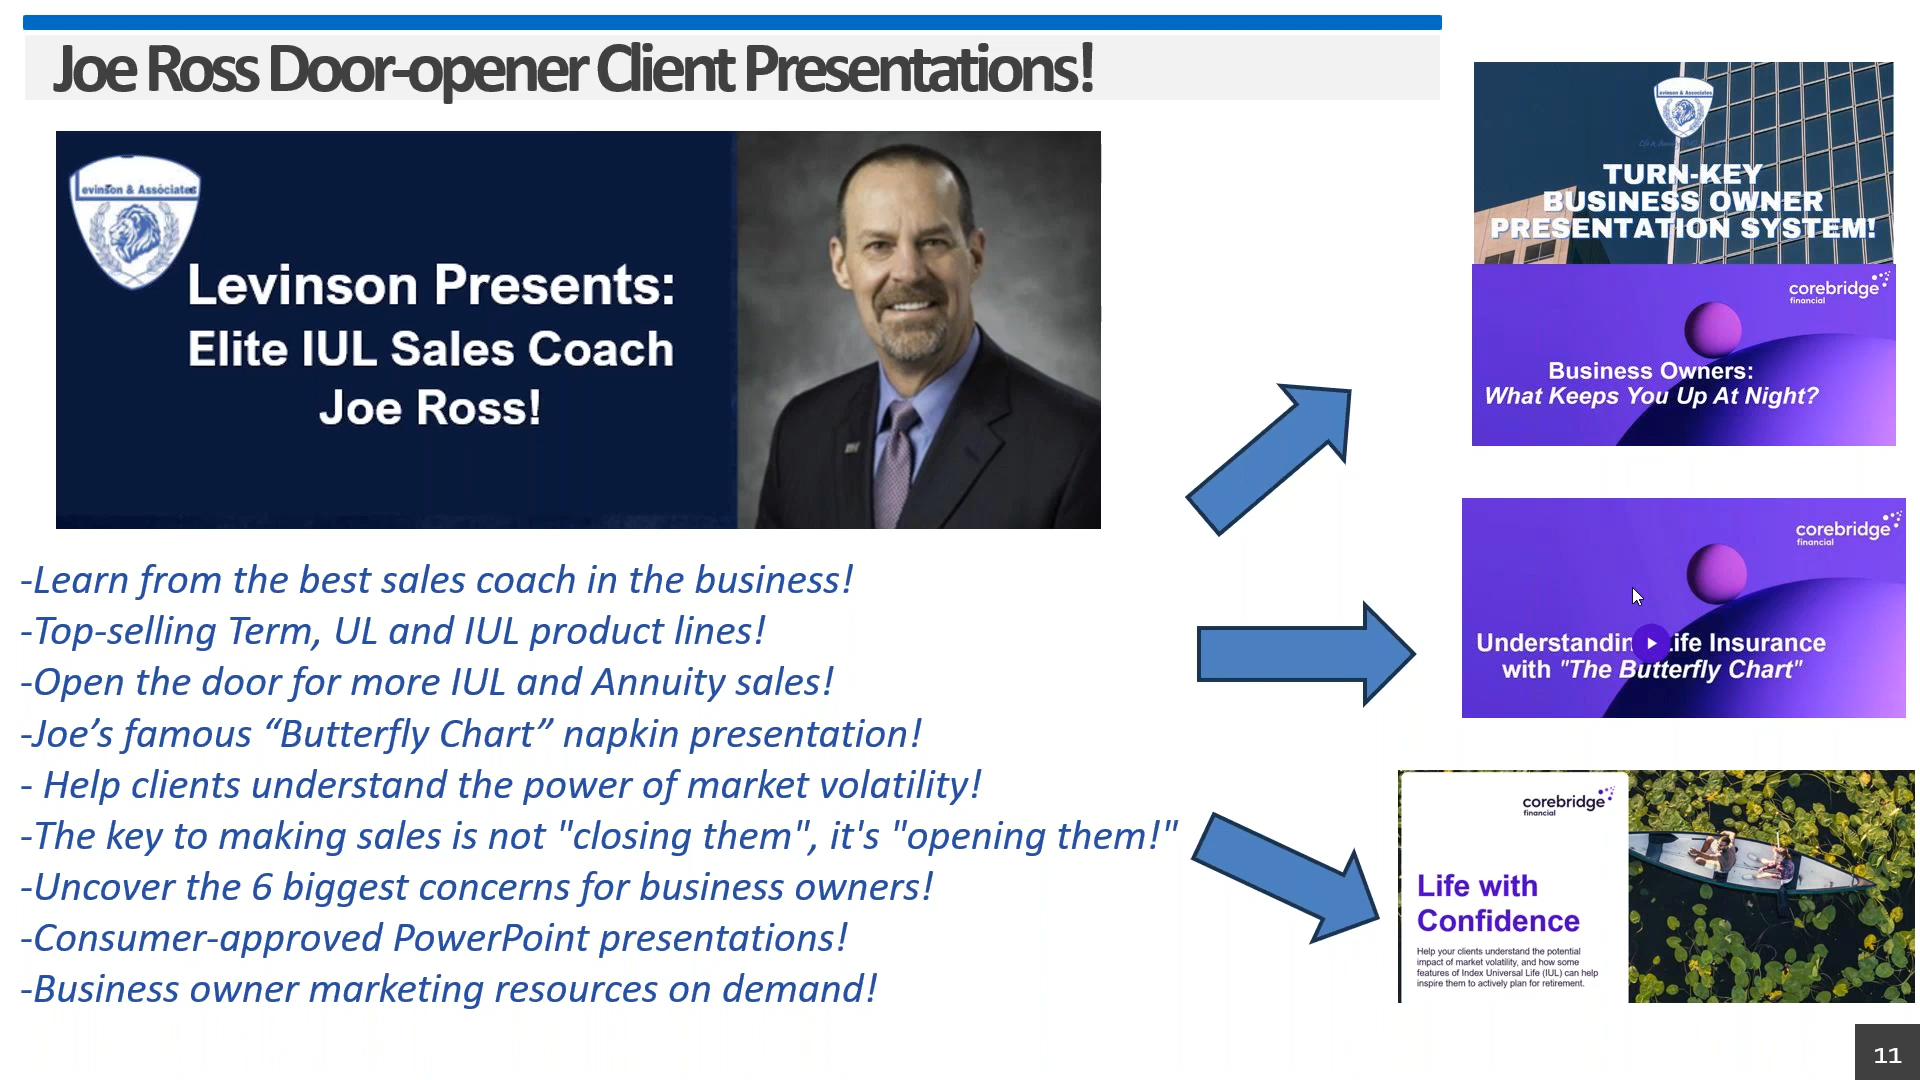 Joe Ross Door-opener Client Presentations!
Levinson & Associates
Levinson Presents:
Elite IUL Sales Coach
Joe Ross!
-Learn from the best sales coach in the business!
-Top-selling Term, UL and IUL product lines!
-Open the door for more IUL and Annuity sales!
-Joe’s famous “Butterfly Chart” napkin presentation!
- Help clients understand the power of market volatility!
-The key to making sales is not "closing them", it's "opening them!"
-Uncover the 6 biggest concerns for business owners!
-Consumer-approved PowerPoint presentations!
-Business owner marketing resources on demand!
Levinson & Associates
TURN-KEY
BUSINESS OWNER
PRESENTATION SYSTEM!
corebridge
financial
Business Owners:
What Keeps You Up At Night?
corebridge
financial
Understanding Life Insurance
with "The Butterfly Chart"
corebridge
financial
Life with
Confidence
Help your clients understand the potential
impact of market volatility, and how some
features of Index Universal Life (IUL) can help
inspire them to actively plan for retirement.
11